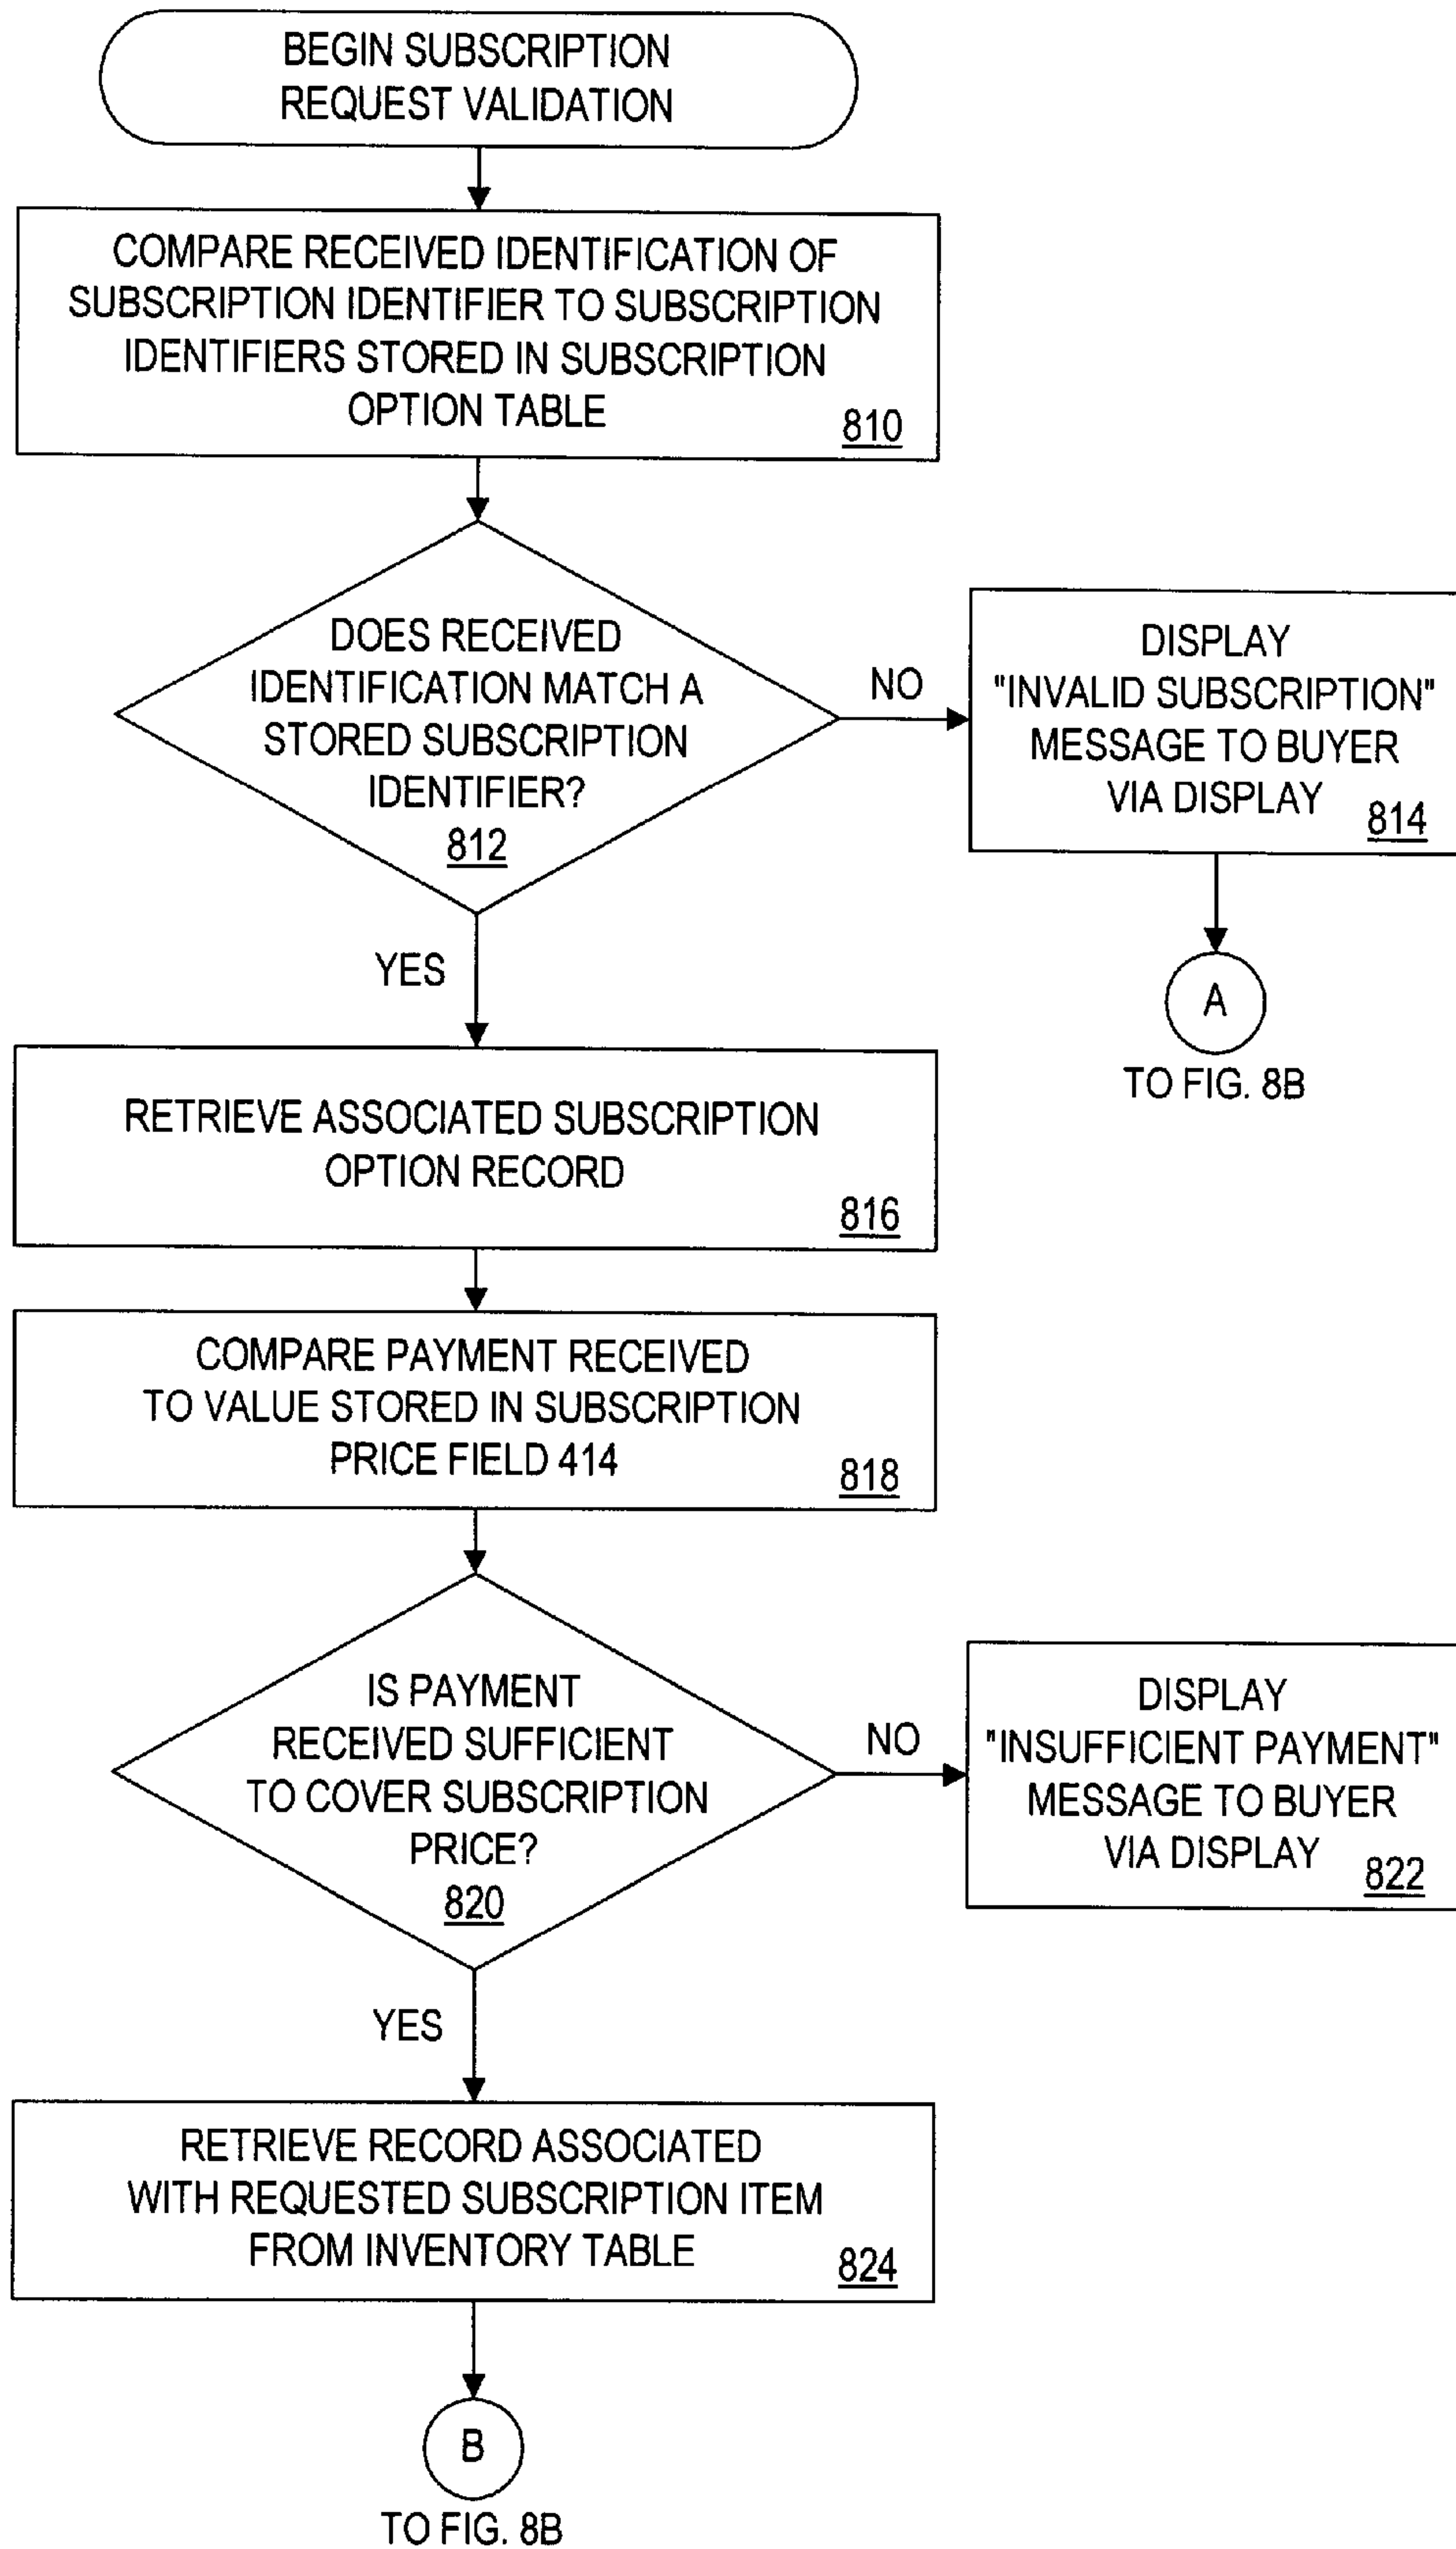 BEGIN SUBSCRIPTION
REQUEST VALIDATION
COMPARE RECEIVED IDENTIFICATION OF
SUBSCRIPTION IDENTIFIER TO SUBSCRIPTION
IDENTIFIERS STORED IN SUBSCRIPTION
OPTION TABLE
810
DOES RECEIVED
IDENTIFICATION MATCH A
STORED SUBSCRIPTION
IDENTIFIER?
812
NO
DISPLAY
"INVALID SUBSCRIPTION"
MESSAGE TO BUYER
VIA DISPLAY
814
A
TO FIG. 8B
YES
RETRIEVE ASSOCIATED SUBSCRIPTION
OPTION RECORD
816
COMPARE PAYMENT RECEIVED
TO VALUE STORED IN SUBSCRIPTION
PRICE FIELD 414
818
IS PAYMENT
RECEIVED SUFFICIENT
TO COVER SUBSCRIPTION
PRICE?
820
NO
DISPLAY
"INSUFFICIENT PAYMENT"
MESSAGE TO BUYER
VIA DISPLAY
822
YES
RETRIEVE RECORD ASSOCIATED
WITH REQUESTED SUBSCRIPTION ITEM
FROM INVENTORY TABLE
824
B
TO FIG. 8B